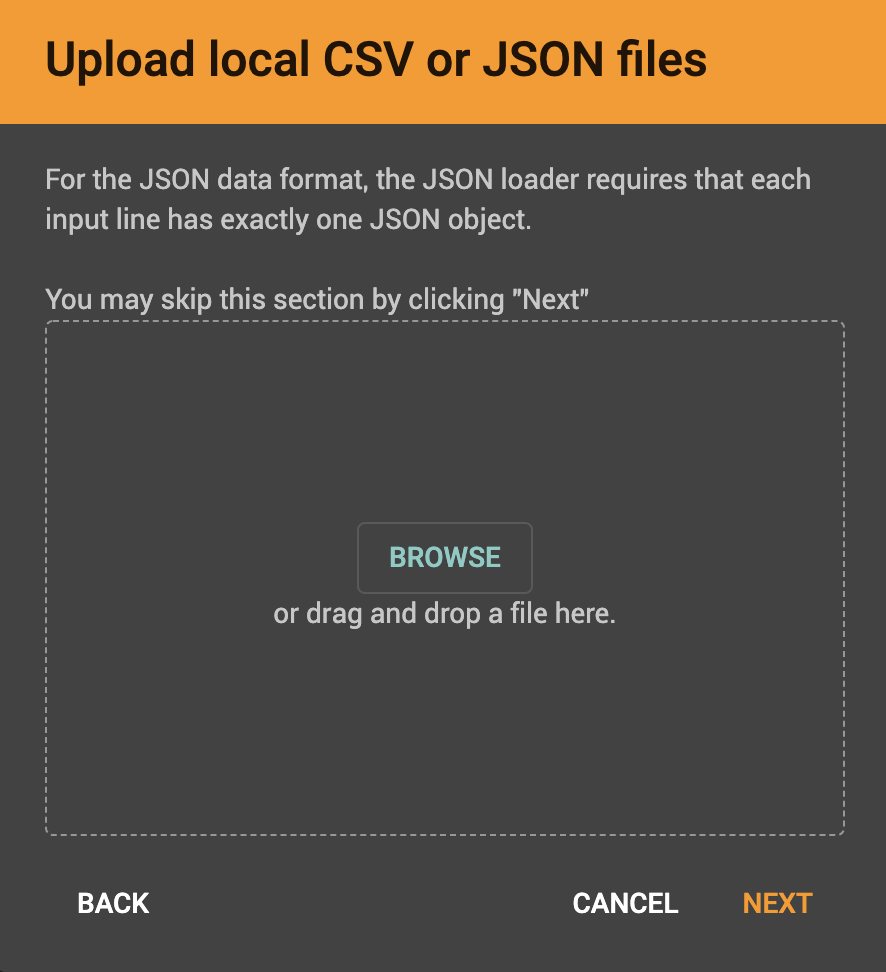 Upload local CSV or JSON files
For the JSON data format, the JSON loader requires that each
input line has exactly one JSON object.
You may skip this section by clicking "Next"
BROWSE
or drag and drop a file here.
BACK
CANCEL
NEXT